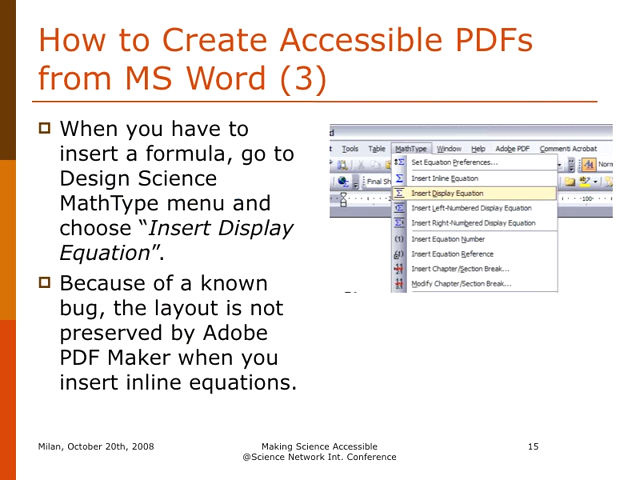 How to Create Accessible PDFs
from MS Word (3)
When you have to
insert a formula, go to
Design Science
MathType menu and
choose “Insert Display
Equation”.
Because of a known
bug, the layout is not
preserved by Adobe
PDF Maker when you
insert inline equations.
Tools Table MathType Window Help Adobe PDF Commenti Acrobat
Set Equation Preferences...
Insert Inline Equation
Final Sh
Insert Display Equation
Insert Left-Numbered Display Equation
Insert Right-Numbered Display Equation
(1) Insert Equation Number
Insert Equation Reference
Insert Chapter/Section Break...
Modify Chapter/Section Break...
Milan, October 20th, 2008
Making Science Accessible
@Science Network Int. Conference
15